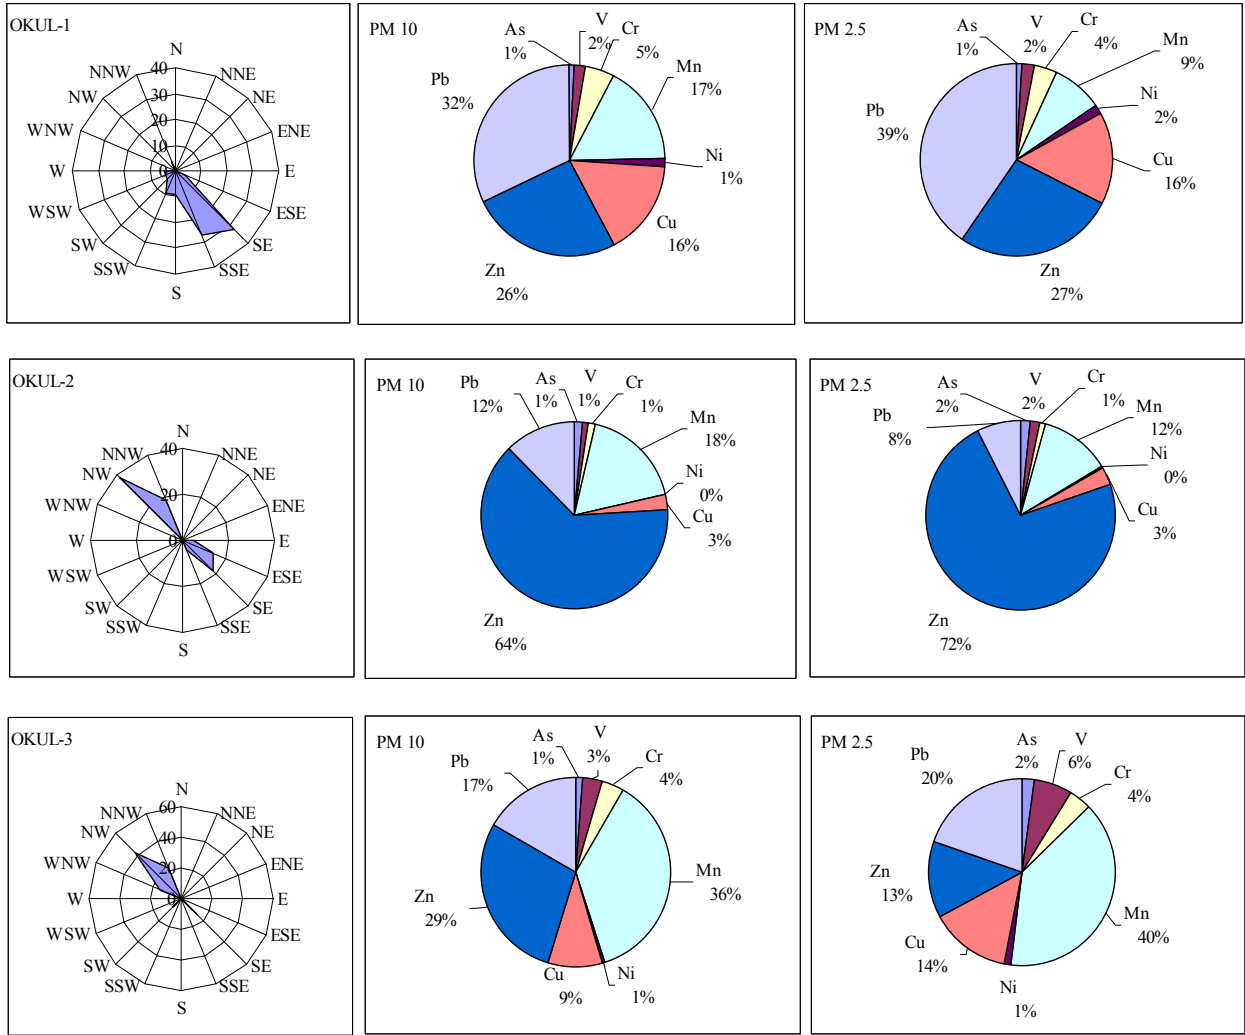 OKUL-1
N
NNE
NE
ENE
E
ESE
SE
SSE
S
SSW
SW
WSW
W
WNW
NW
NNW
40
30
20
10
0
PM 10
As
1%
V
2%
Cr
5%
Mn
17%
Ni
1%
Cu
16%
Zn
26%
Pb
32%
PM 2.5
As
1%
V
2%
Cr
4%
Mn
9%
Ni
2%
Cu
16%
Zn
27%
Pb
39%
OKUL-2
N
NNE
NE
ENE
E
ESE
SE
SSE
S
SSW
SW
WSW
W
WNW
NW
NNW
40
20
0
PM 10
As
1%
V
1%
Cr
1%
Mn
18%
Ni
0%
Cu
3%
Zn
64%
Pb
12%
PM 2.5
As
2%
V
2%
Cr
1%
Mn
12%
Ni
0%
Cu
3%
Zn
72%
Pb
8%
OKUL-3
N
NNE
NE
ENE
E
ESE
SE
SSE
S
SSW
SW
WSW
W
WNW
NW
NNW
60
40
20
0
PM 10
As
1%
V
3%
Cr
4%
Mn
36%
Ni
1%
Cu
9%
Zn
29%
Pb
17%
PM 2.5
As
2%
V
6%
Cr
4%
Mn
40%
Ni
1%
Cu
14%
Zn
13%
Pb
20%